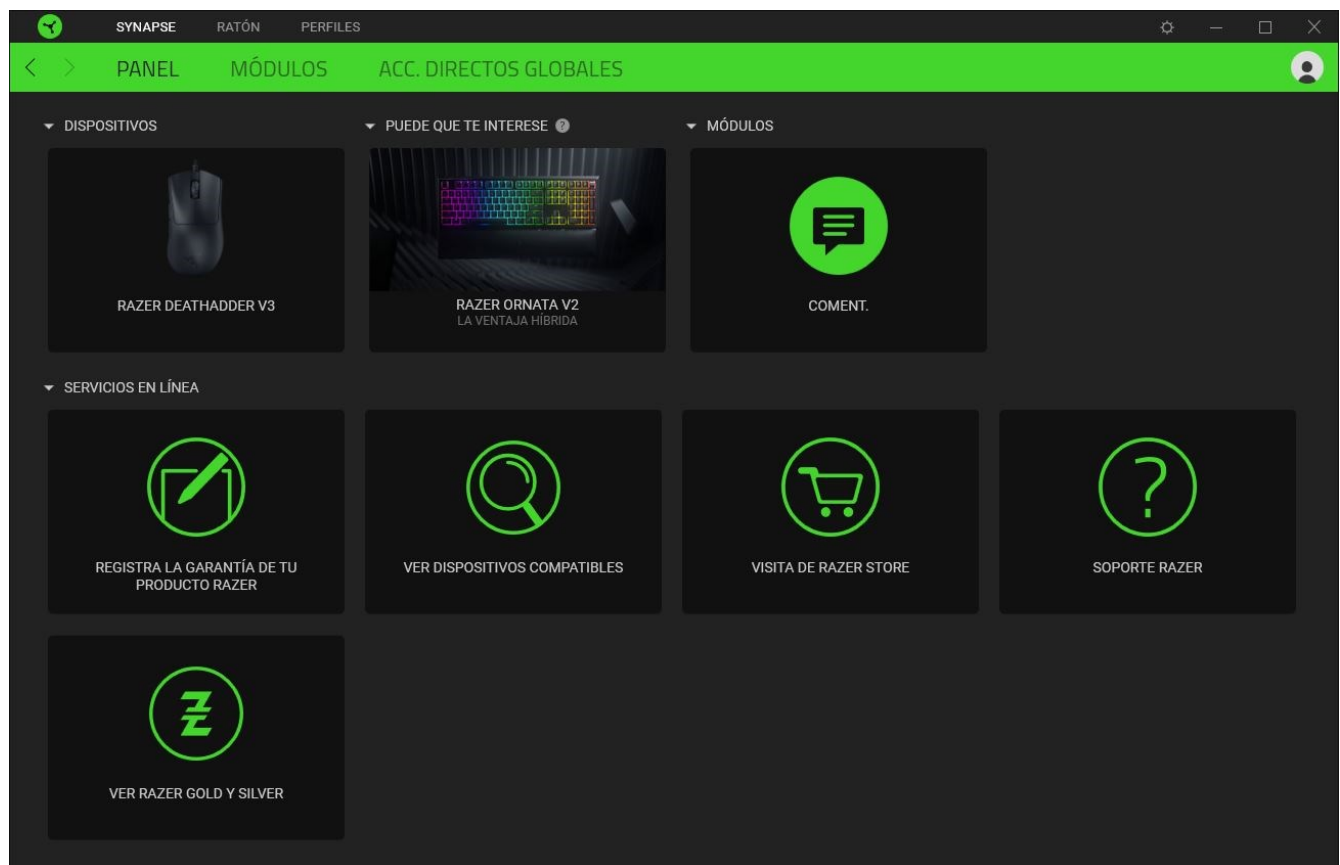 SYNAPSE RATÓN PERFILES
PANEL MÓDULOS ACC. DIRECTOS GLOBALES
DISPOSITIVOS
RAZER DEATHADDER V3
PUEDE QUE TE INTERESE ?
RAZER ORNATA V2
LA VENTAJA HÍBRIDA
MÓDULOS
COMENT.
SERVICIOS EN LÍNEA
REGISTRA LA GARANTÍA DE TU
PRODUCTO RAZER
VER DISPOSITIVOS COMPATIBLES
VISITA DE RAZER STORE
SOPORTE RAZER
VER RAZER GOLD Y SILVER